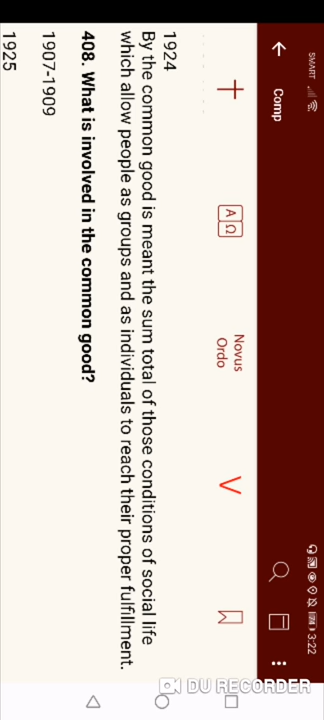 SMART
3:22
Comp
A Ω
Novus
Ordo
V
1924
By the common good is meant the sum total of those conditions of social life
which allow people as groups and as individuals to reach their proper fulfillment.
408. What is involved in the common good?
1907-1909
1925
DU RECORDER